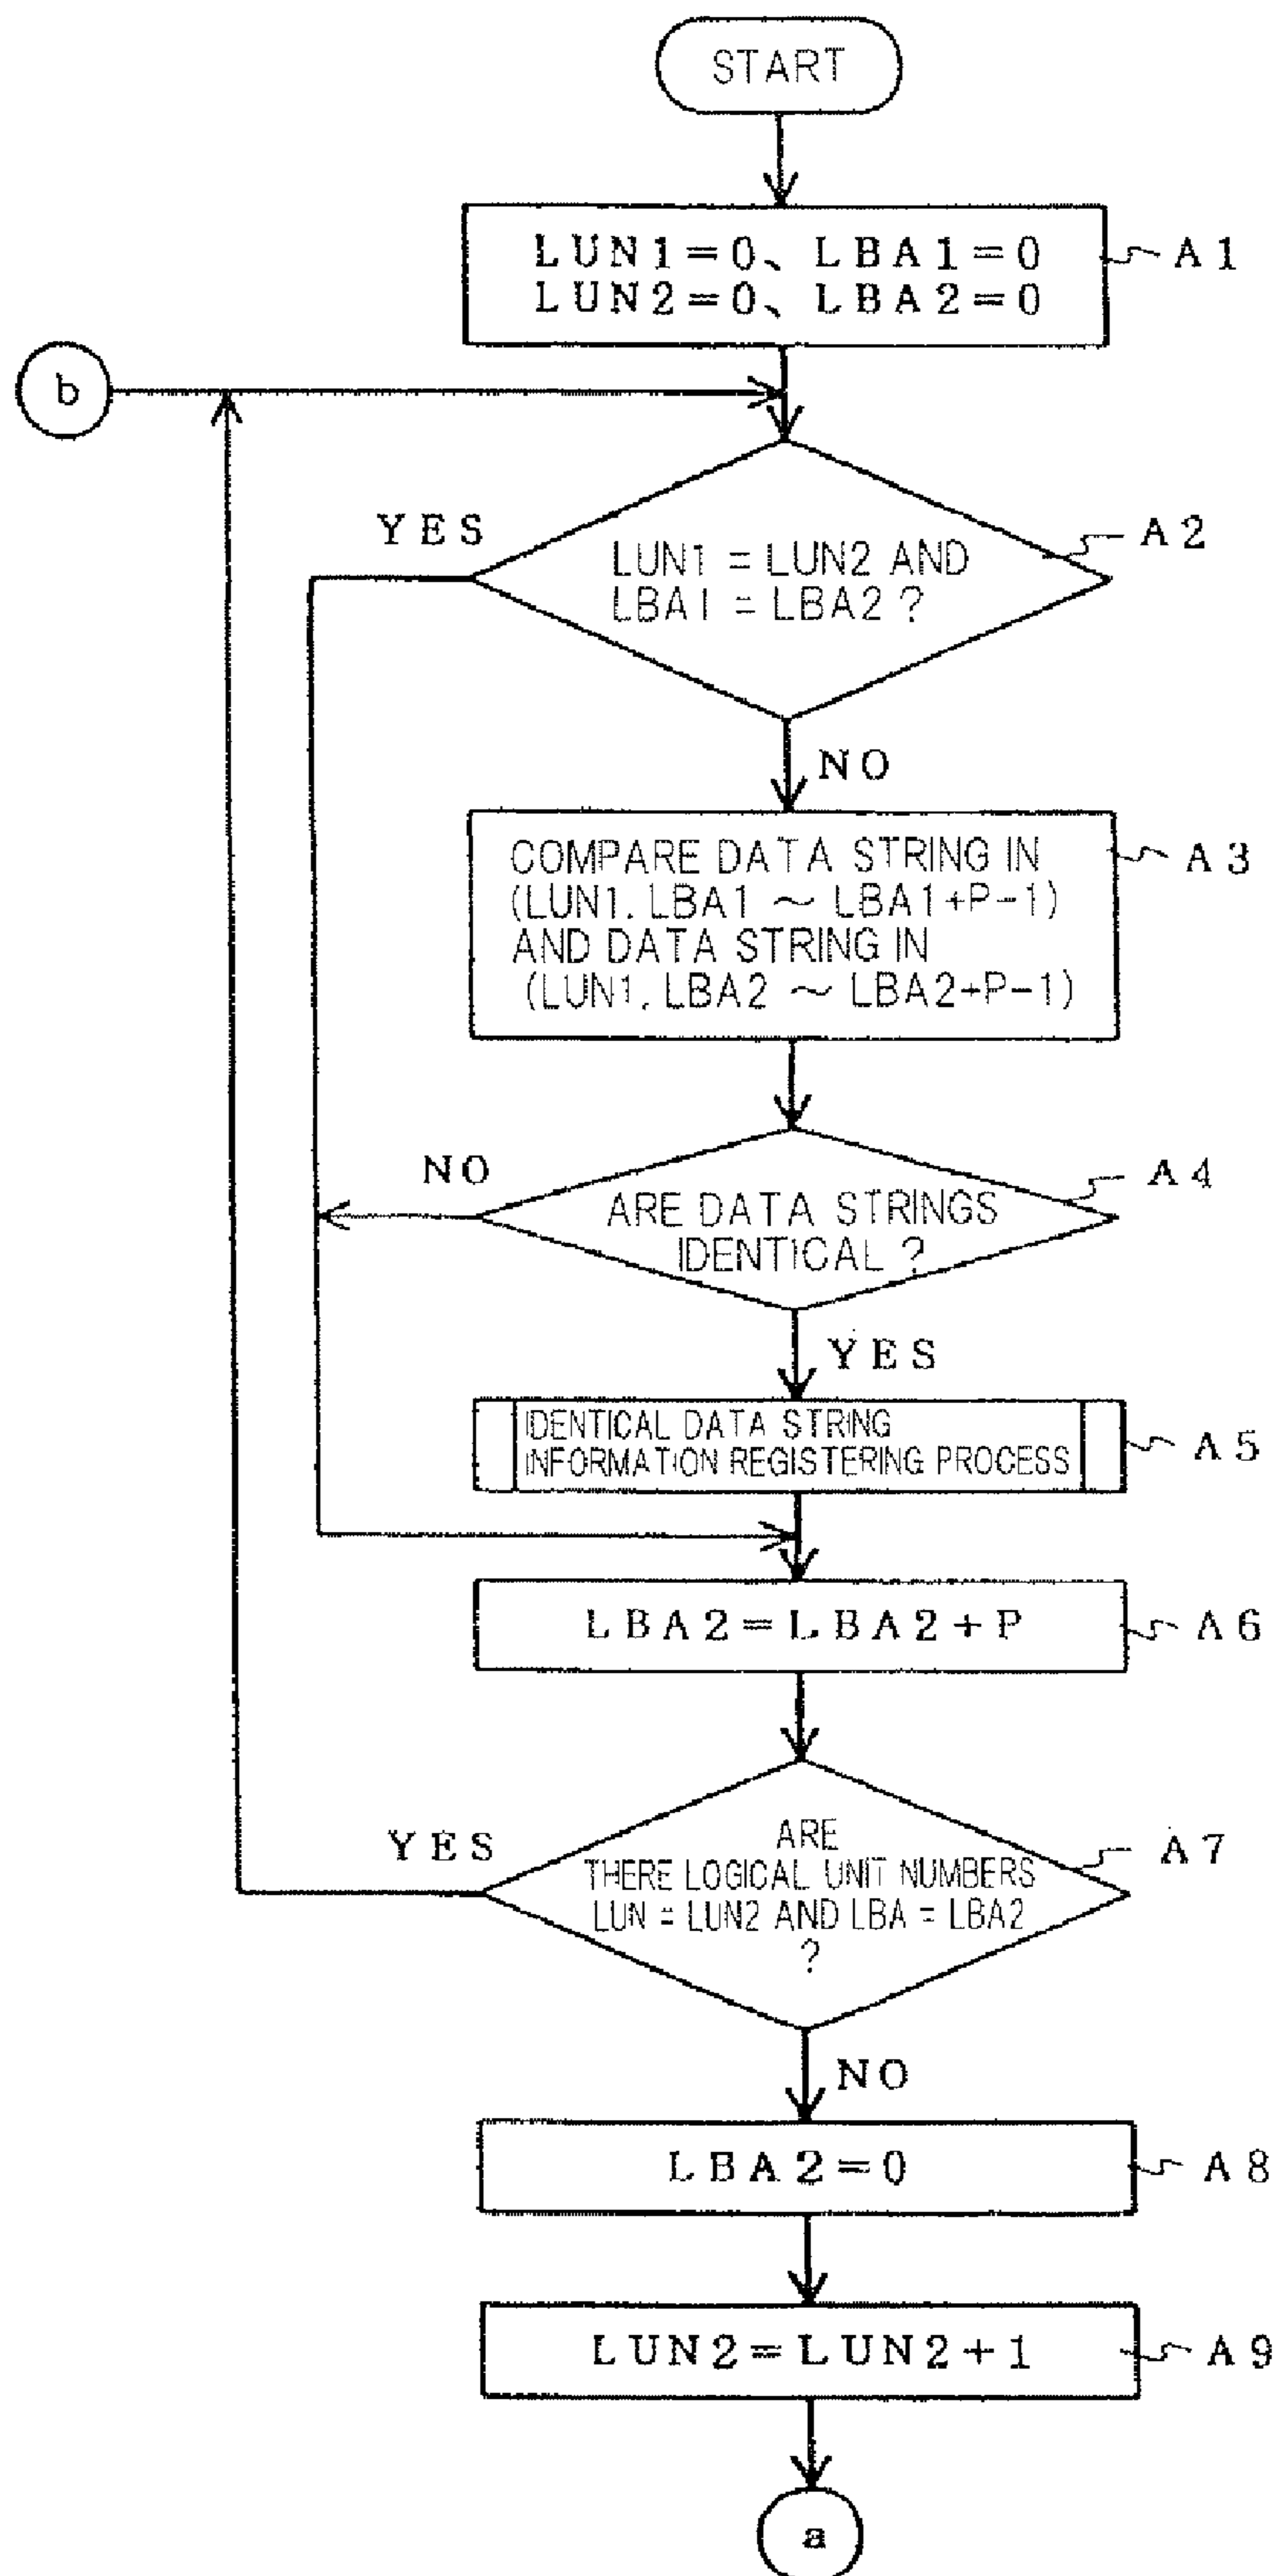 START
LUN1=0、LBA1=0
LUN2=0、LBA2=0
A1
b
YES
LUN1 = LUN2 AND
LBA1 = LBA2 ?
A2
NO
COMPARE DATA STRING IN
(LUN1. LBA1 ~ LBA1+P-1)
AND DATA STRING IN
(LUN1. LBA2 ~ LBA2+P-1)
A3
NO
ARE DATA STRINGS
IDENTICAL ?
A4
YES
IDENTICAL DATA STRING
INFORMATION REGISTERING PROCESS
A5
LBA2=LBA2+P
A6
YES
ARE
THERE LOGICAL UNIT NUMBERS
LUN = LUN2 AND LBA = LBA2
?
A7
NO
LBA2=0
A8
LUN2=LUN2+1
A9
a